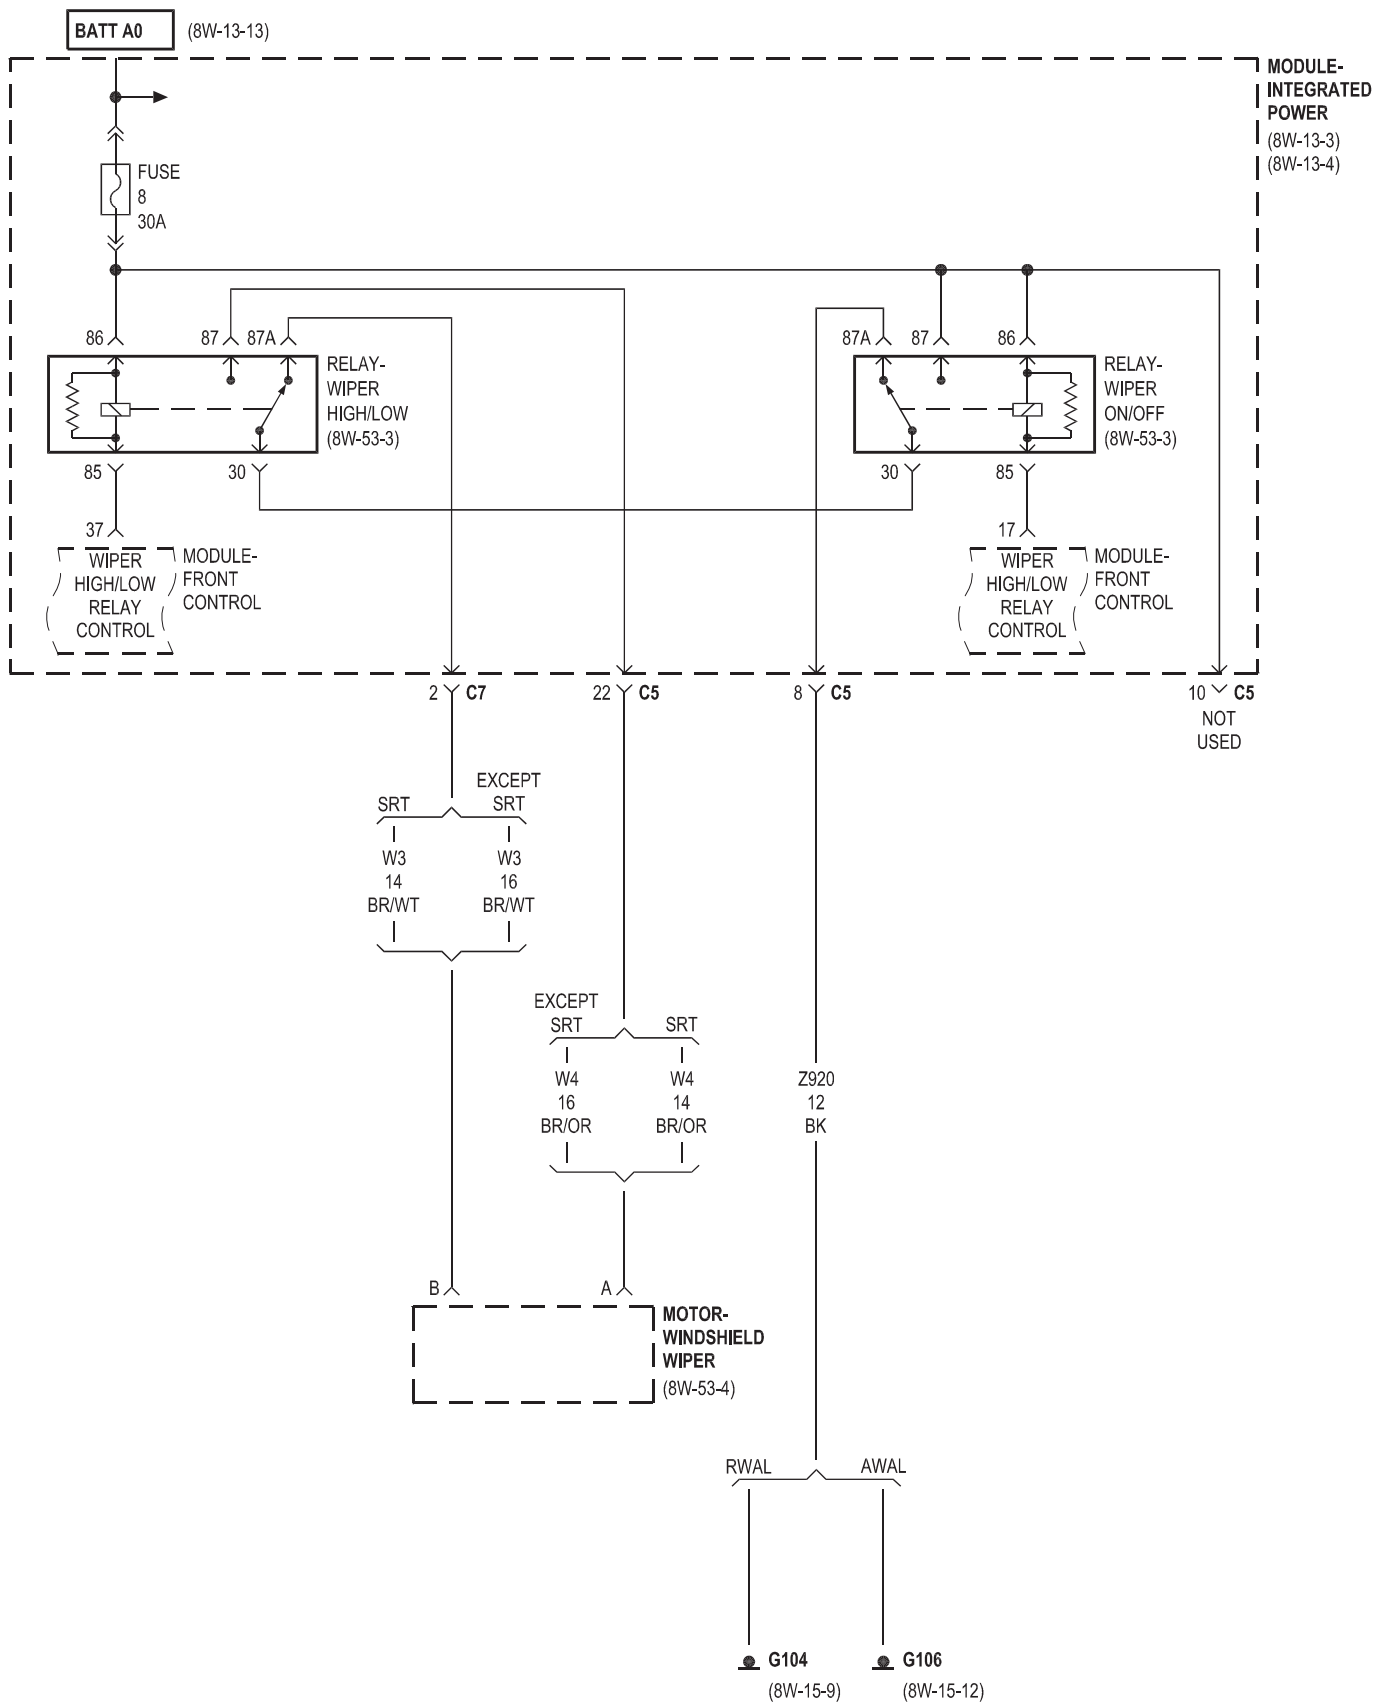 BATT A0 (8W-13-13)
MODULE-
INTEGRATED
POWER
(8W-13-3)
(8W-13-4)
FUSE
8
30A
86 87 87A
RELAY-
WIPER
HIGH/LOW
(8W-53-3)
85 30
87A 87 86
RELAY-
WIPER
ON/OFF
(8W-53-3)
30 85
37
WIPER
HIGH/LOW
RELAY
CONTROL
MODULE-
FRONT
CONTROL
17
WIPER
HIGH/LOW
RELAY
CONTROL
MODULE-
FRONT
CONTROL
2 C7
22 C5
8 C5
10 C5
NOT
USED
SRT
EXCEPT
SRT
W3
14
BR/WT
W3
16
BR/WT
EXCEPT
SRT
SRT
W4
16
BR/OR
W4
14
BR/OR
Z920
12
BK
B A
MOTOR-
WINDSHIELD
WIPER
(8W-53-4)
RWAL AWAL
G104
(8W-15-9)
G106
(8W-15-12)